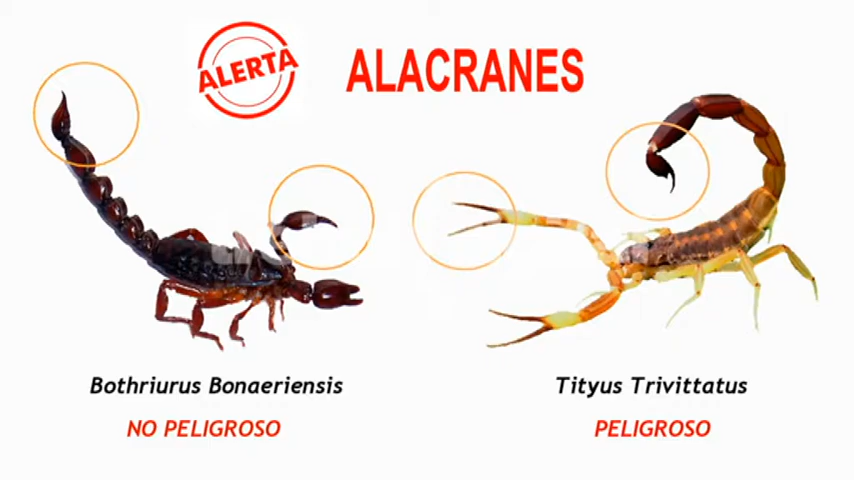 ALERTA
ALACRANES
Bothriurus Bonaeriensis
Tityus Trivittatus
NO PELIGROSO
PELIGROSO